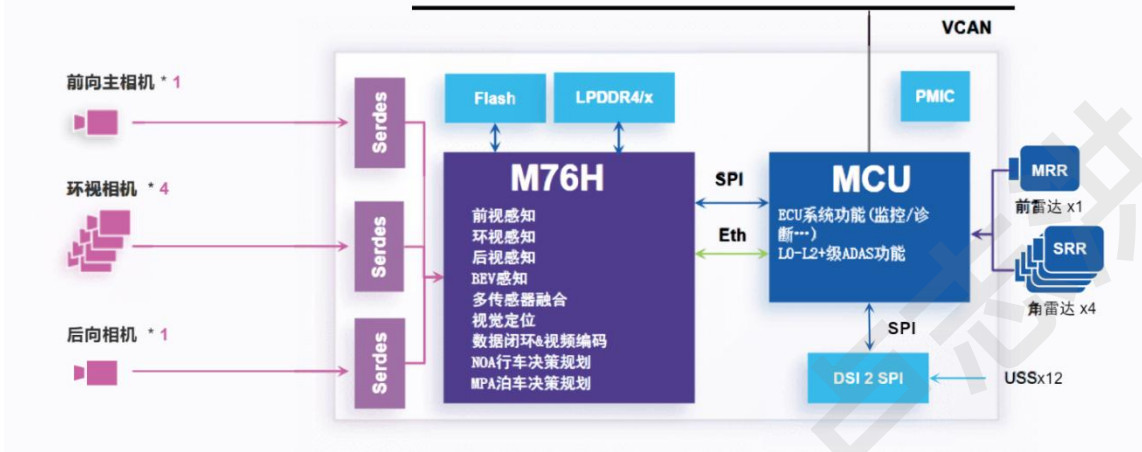 VCAN
前向主相机 * 1
环视相机 * 4
后向相机 * 1
Serdes
Serdes
Serdes
Flash
LPDDR4/x
PMIC
M76H
前视感知
环视感知
后视感知
BEV感知
多传感器融合
视觉定位
数据闭环&视频编码
NOA行车决策规划
MPA泊车决策规划
SPI
Eth
MCU
ECU系统功能(监控/诊
断…)
L0-L2+级ADAS功能
MRR
前雷达 x1
SRR
角雷达 x4
SPI
DSI 2 SPI
USSx12